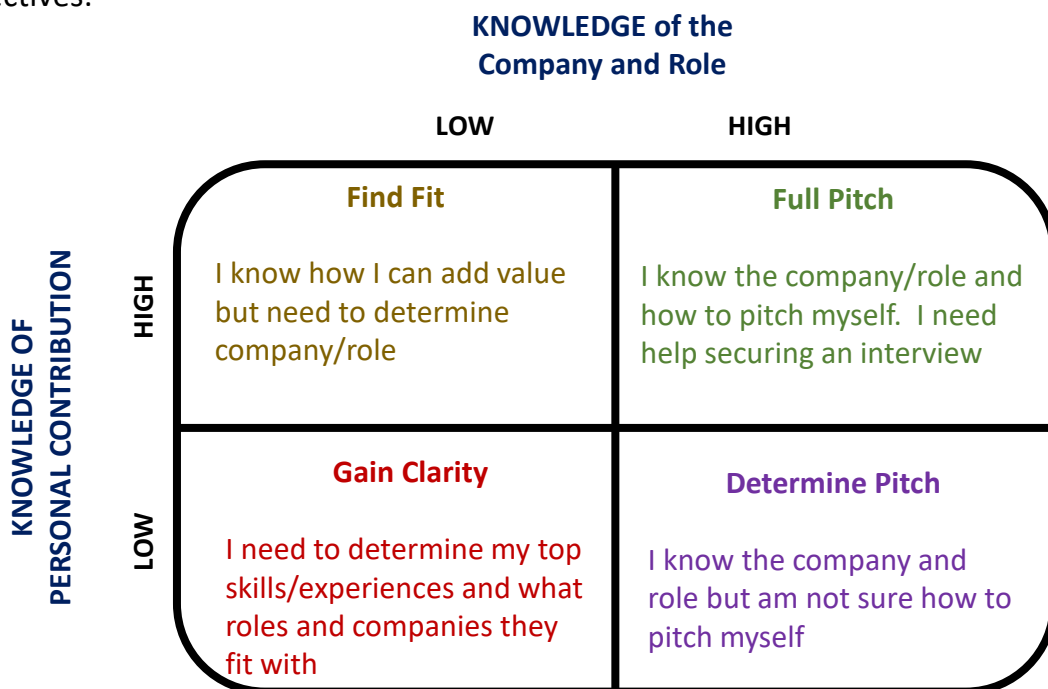 ectives.
KNOWLEDGE of the
Company and Role
LOW
HIGH
KNOWLEDGE OF
PERSONAL CONTRIBUTION
HIGH
Find Fit
I know how I can add value
but need to determine
company/role
Full Pitch
I know the company/role and
how to pitch myself.  I need
help securing an interview
LOW
Gain Clarity
I need to determine my top
skills/experiences and what
roles and companies they
fit with
Determine Pitch
I know the company and
role but am not sure how to
pitch myself